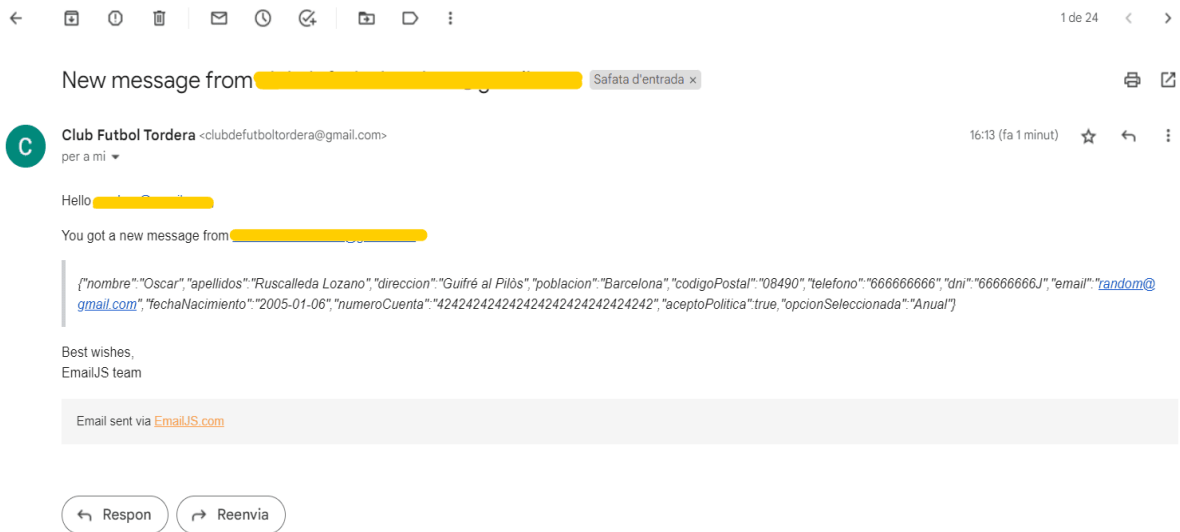 1 de 24
New message from
Safata d'entrada ×
Club Futbol Tordera <clubdefutboltordera@gmail.com>
16:13 (fa 1 minut)
C
per a mi
Hello
You got a new message from
{"nombre":"Oscar","apellidos":"Ruscalleda Lozano","direccion":"Guifré al Pilòs","poblacion":"Barcelona","codigoPostal":"08490","telefono":"666666666","dni":"66666666J","email":"random@
gmail.com","fechaNacimiento":"2005-01-06","numeroCuenta":"4242424242424242424242424242","aceptoPolitica":true,"opcionSeleccionada":"Anual"}
Best wishes,
EmailJS team
Email sent via EmailJS.com
Respon
Reenvia